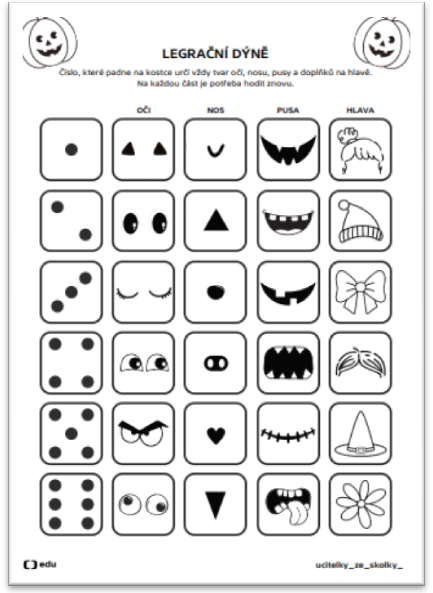 LEGRAČNÍ DÝNĚ
Číslo, které padne na kostce určí vždy tvar očí, nosu, pusy a doplňků na hlavě.
Na každou část je potřeba hodit znovu.
OČI NOS PUSA HLAVA
edu ucitelky_ze_skolky_